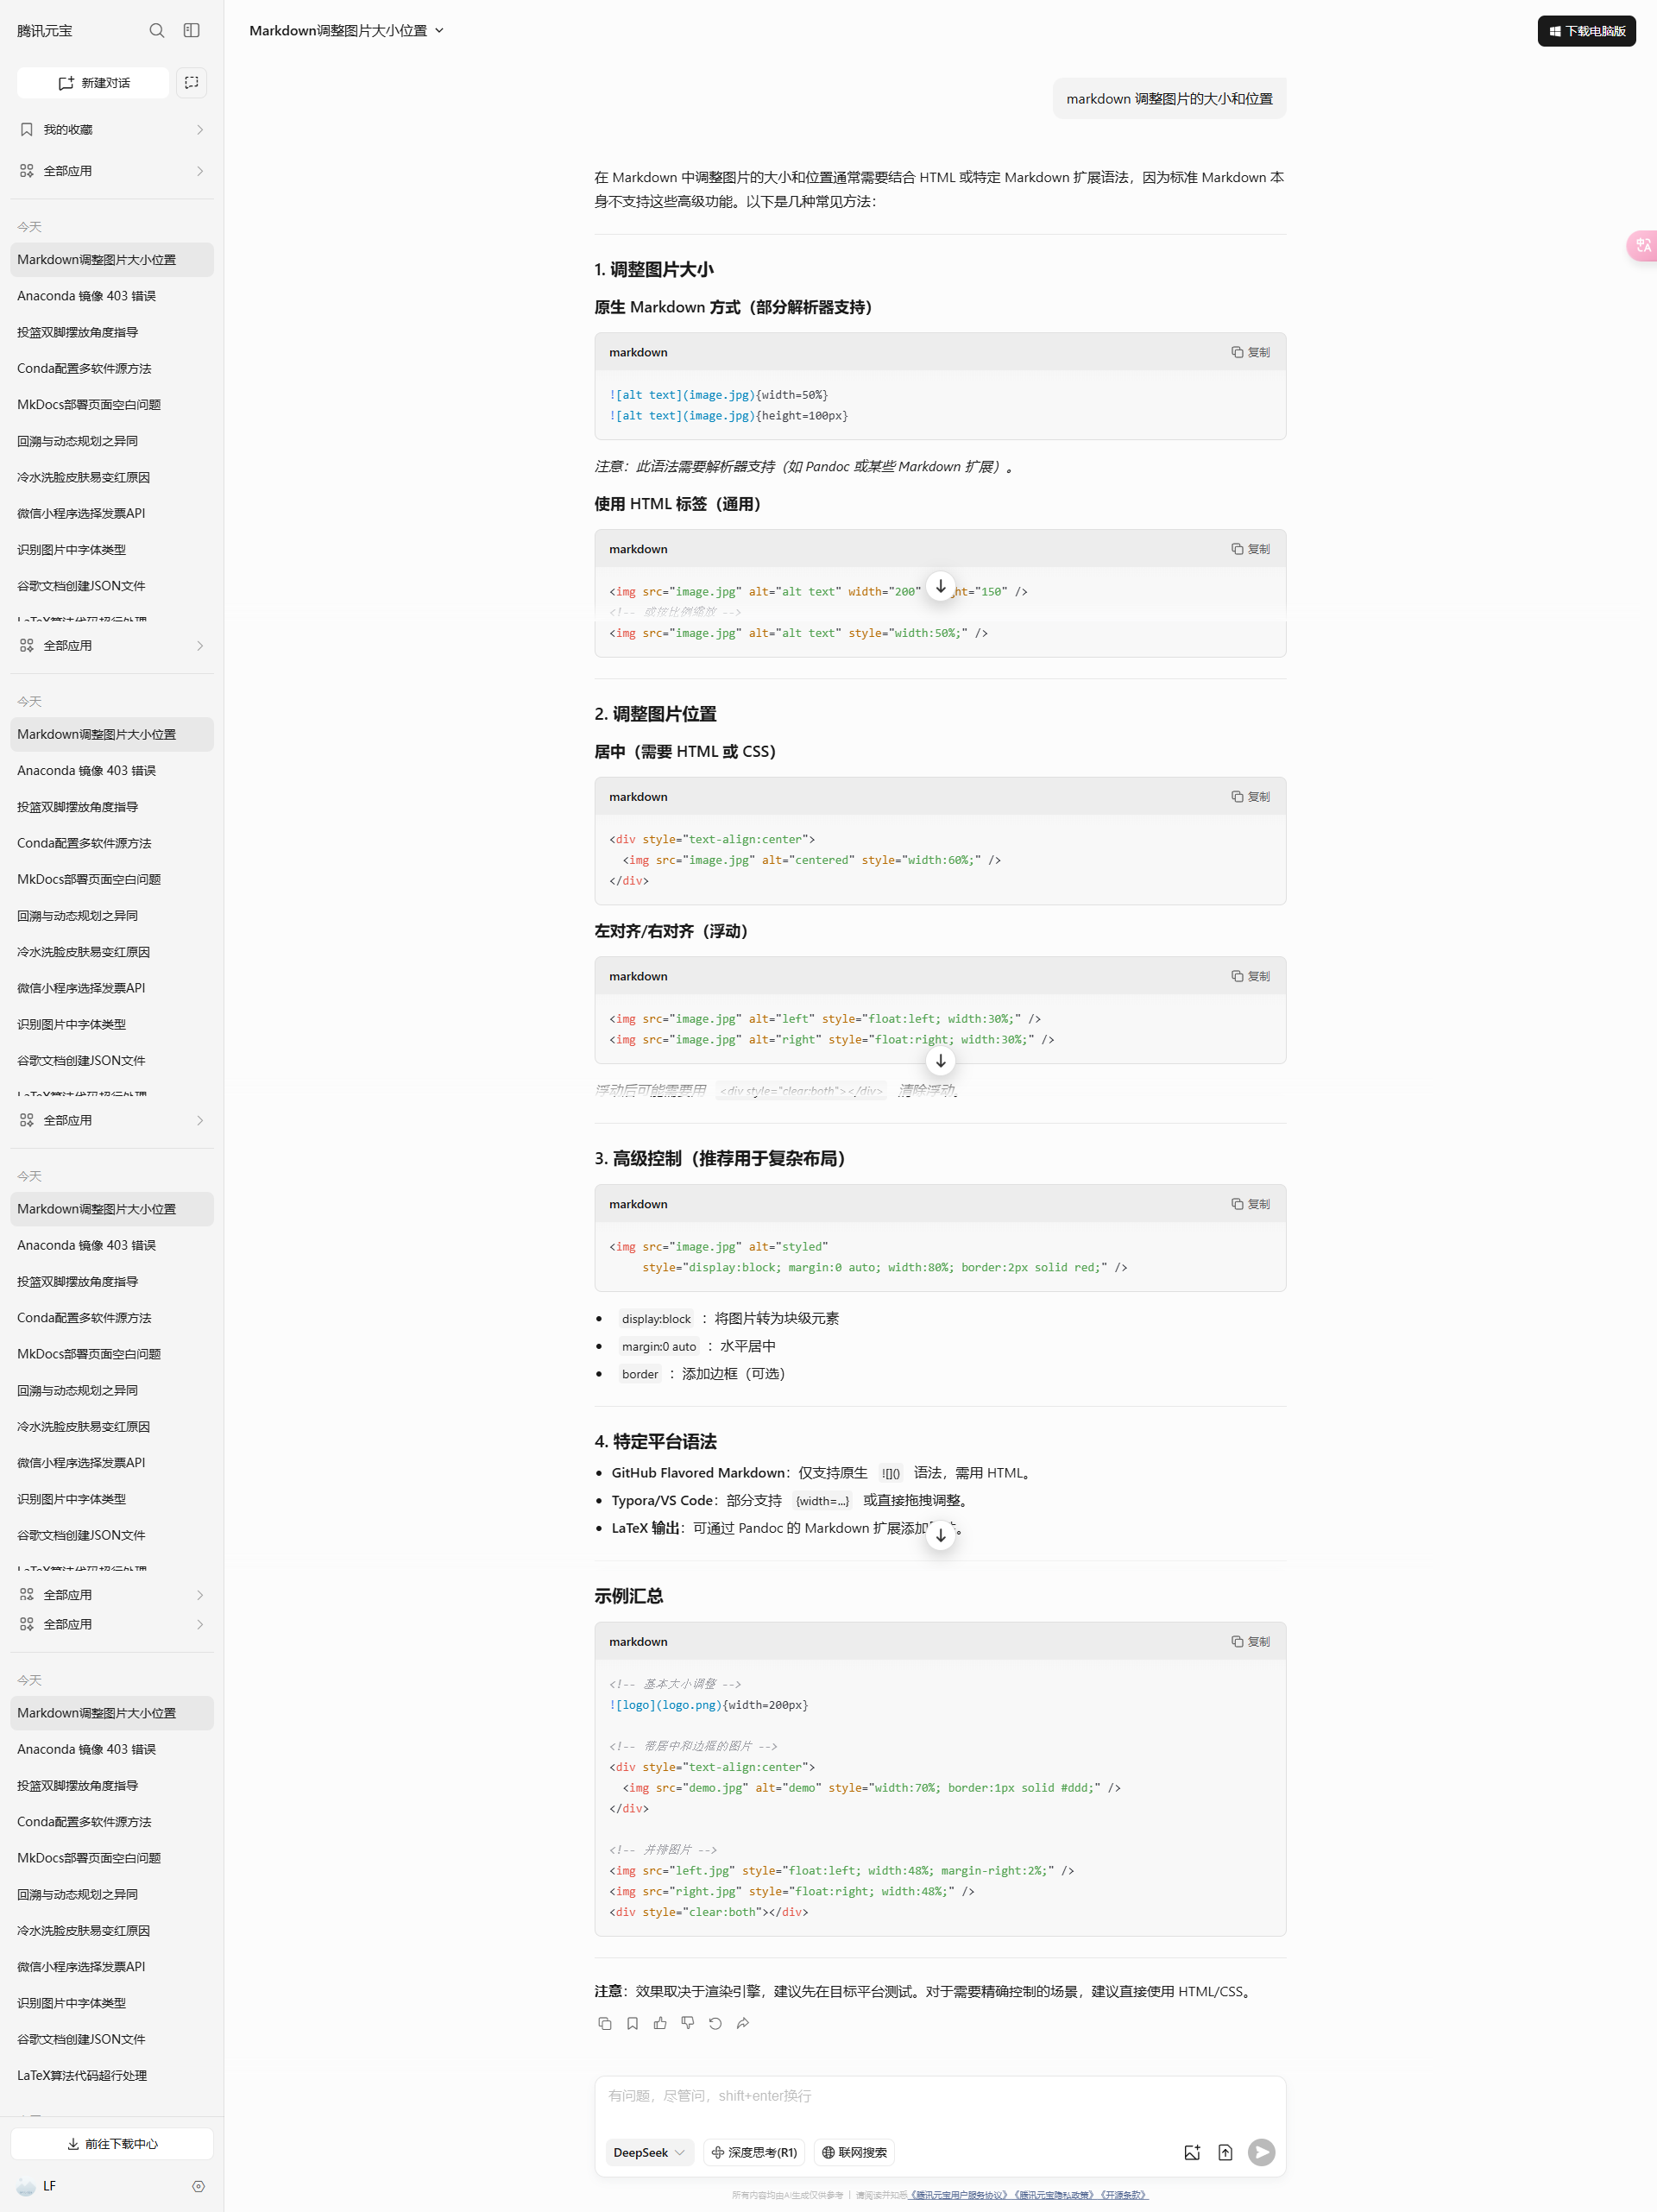 腾讯元宝
新建对话
我的收藏
全部应用
今天
Markdown调整图片大小位置
Anaconda 镜像 403 错误
投篮双脚摆放角度指导
Conda配置多软件源方法
MkDocs部署页面空白问题
回溯与动态规划之异同
冷水洗脸皮肤易变红原因
微信小程序选择发票API
识别图片中字体类型
谷歌文档创建JSON文件
LaTeX算法代码超行处理
全部应用
今天
Markdown调整图片大小位置
Anaconda 镜像 403 错误
投篮双脚摆放角度指导
Conda配置多软件源方法
MkDocs部署页面空白问题
回溯与动态规划之异同
冷水洗脸皮肤易变红原因
微信小程序选择发票API
识别图片中字体类型
谷歌文档创建JSON文件
LaTeX算法代码超行处理
全部应用
今天
Markdown调整图片大小位置
Anaconda 镜像 403 错误
投篮双脚摆放角度指导
Conda配置多软件源方法
MkDocs部署页面空白问题
回溯与动态规划之异同
冷水洗脸皮肤易变红原因
微信小程序选择发票API
识别图片中字体类型
谷歌文档创建JSON文件
LaTeX算法代码超行处理
全部应用
全部应用
今天
Markdown调整图片大小位置
Anaconda 镜像 403 错误
投篮双脚摆放角度指导
Conda配置多软件源方法
MkDocs部署页面空白问题
回溯与动态规划之异同
冷水洗脸皮肤易变红原因
微信小程序选择发票API
识别图片中字体类型
谷歌文档创建JSON文件
LaTeX算法代码超行处理
前往下载中心
LF
Markdown调整图片大小位置
下载电脑版
markdown 调整图片的大小和位置
在 Markdown 中调整图片的大小和位置通常需要结合 HTML 或特定 Markdown 扩展语法，因为标准 Markdown 本
身不支持这些高级功能。以下是几种常见方法：
1. 调整图片大小
原生 Markdown 方式（部分解析器支持）
markdown 复制
![alt text](image.jpg){width=50%}
![alt text](image.jpg){height=100px}
注意：此语法需要解析器支持（如 Pandoc 或某些 Markdown 扩展）。
使用 HTML 标签（通用）
markdown 复制
<img src="image.jpg" alt="alt text" width="200" ht="150" />
<!-- 或按比例缩放 -->
<img src="image.jpg" alt="alt text" style="width:50%;" />
2. 调整图片位置
居中（需要 HTML 或 CSS）
markdown 复制
<div style="text-align:center">
  <img src="image.jpg" alt="centered" style="width:60%;" />
</div>
左对齐/右对齐（浮动）
markdown 复制
<img src="image.jpg" alt="left" style="float:left; width:30%;" />
<img src="image.jpg" alt="right" style="float:right; width:30%;" />
浮动后可能需要用 <div style="clear:both"></div> 清除浮动。
3. 高级控制（推荐用于复杂布局）
markdown 复制
<img src="image.jpg" alt="styled"
     style="display:block; margin:0 auto; width:80%; border:2px solid red;" />
• display:block ：将图片转为块级元素
• margin:0 auto ：水平居中
• border ：添加边框（可选）
4. 特定平台语法
• GitHub Flavored Markdown：仅支持原生 ![]() 语法，需用 HTML。
• Typora/VS Code：部分支持 {width=...} 或直接拖拽调整。
• LaTeX 输出：可通过 Pandoc 的 Markdown 扩展添加。
示例汇总
markdown 复制
<!-- 基本大小调整 -->
![logo](logo.png){width=200px}
<!-- 带居中和边框的图片 -->
<div style="text-align:center">
  <img src="demo.jpg" alt="demo" style="width:70%; border:1px solid #ddd;" />
</div>
<!-- 并排图片 -->
<img src="left.jpg" style="float:left; width:48%; margin-right:2%;" />
<img src="right.jpg" style="float:right; width:48%;" />
<div style="clear:both"></div>
注意：效果取决于渲染引擎，建议先在目标平台测试。对于需要精确控制的场景，建议直接使用 HTML/CSS。
有问题，尽管问，shift+enter换行
DeepSeek 深度思考(R1) 联网搜索
所有内容均由AI生成仅供参考 | 请阅读并知悉《腾讯元宝用户服务协议》《腾讯元宝隐私政策》《开源条款》